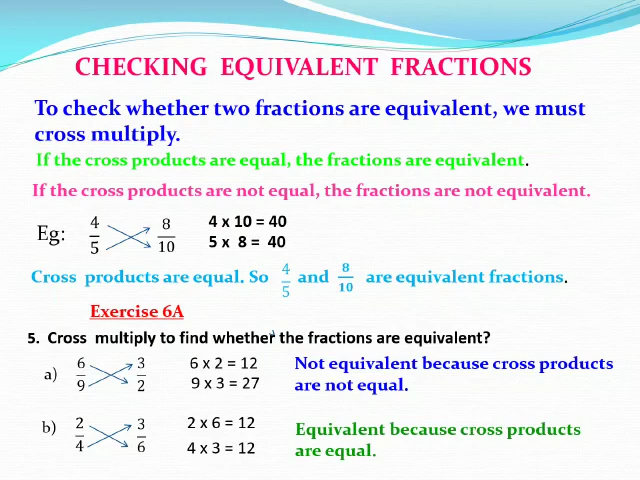 CHECKING EQUIVALENT FRACTIONS
To check whether two fractions are equivalent, we must
cross multiply.
If the cross products are equal, the fractions are equivalent.
If the cross products are not equal, the fractions are not equivalent.
Eg: 4/5 8/10 4 x 10 = 40
5 x 8 = 40
Cross products are equal. So 4/5 and 8/10 are equivalent fractions.
Exercise 6A
5. Cross multiply to find whether the fractions are equivalent?
a) 6/9 3/2 6 x 2 = 12 Not equivalent because cross products
9 x 3 = 27 are not equal.
b) 2/4 3/6 2 x 6 = 12 Equivalent because cross products
4 x 3 = 12 are equal.